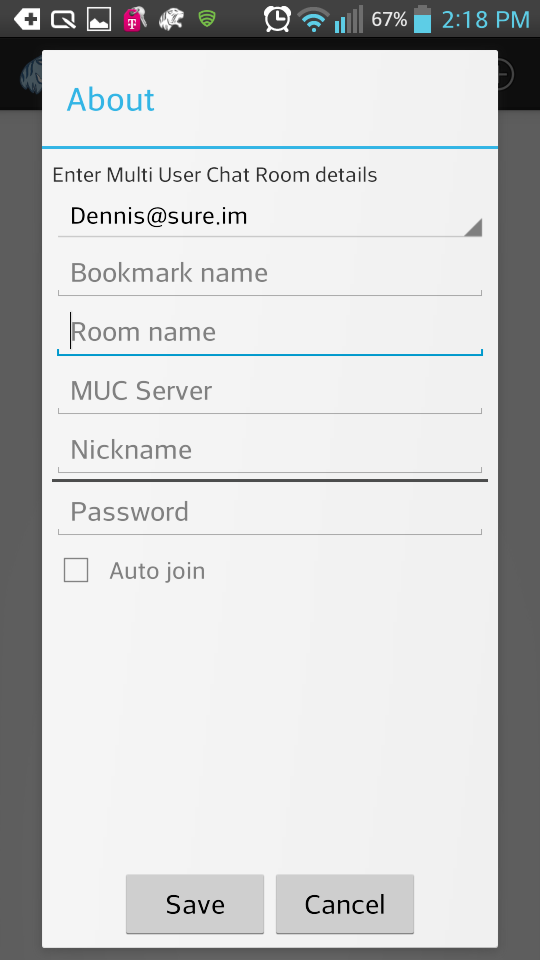 67% 2:18 PM
About
Enter Multi User Chat Room details
Dennis@sure.im
Bookmark name
Room name
MUC Server
Nickname
Password
Auto join
Save Cancel